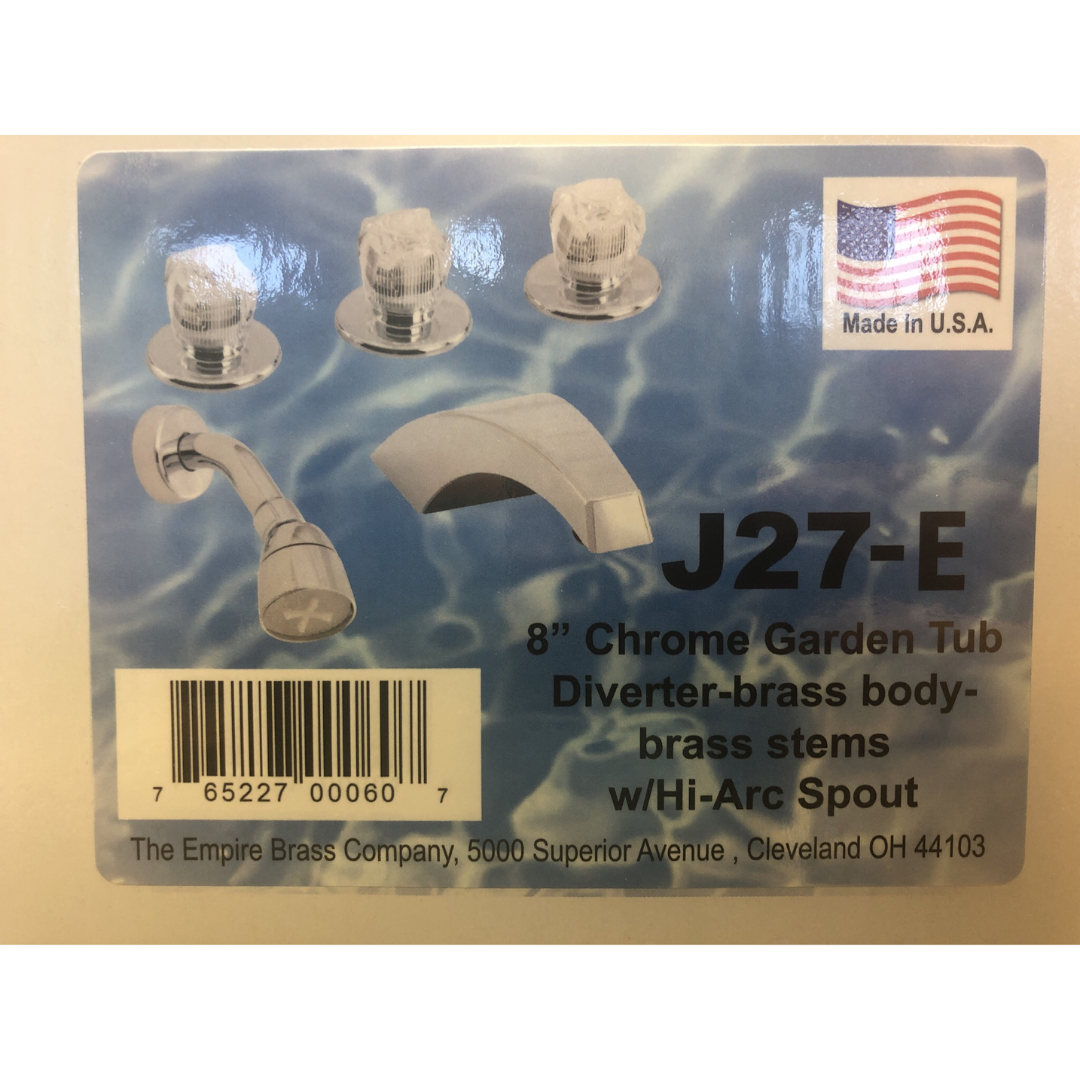 Made In U.S.A.
J27-E
8” Chrome Garden Tub
Diverter-brass body-
brass stems
w/Hi-Arc Spout
7 65227 00060 7
The Empire Brass Company, 5000 Superior Avenue , Cleveland OH 44103